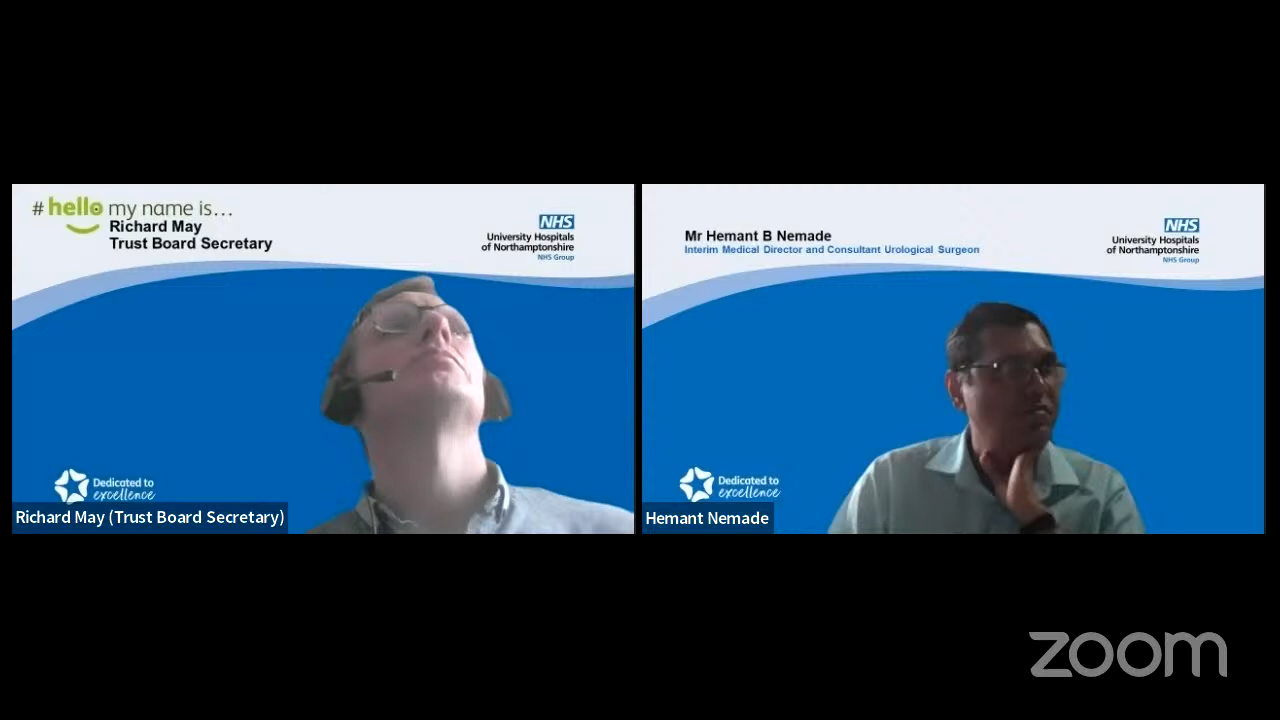 #hello my name is...
Richard May
Trust Board Secretary
NHS
University Hospitals
of Northamptonshire
NHS Group
Dedicated to
excellence
Richard May (Trust Board Secretary)
Mr Hemant B Nemade
Interim Medical Director and Consultant Urological Surgeon
NHS
University Hospitals
of Northamptonshire
NHS Group
Dedicated to
excellence
Hemant Nemade
zoom